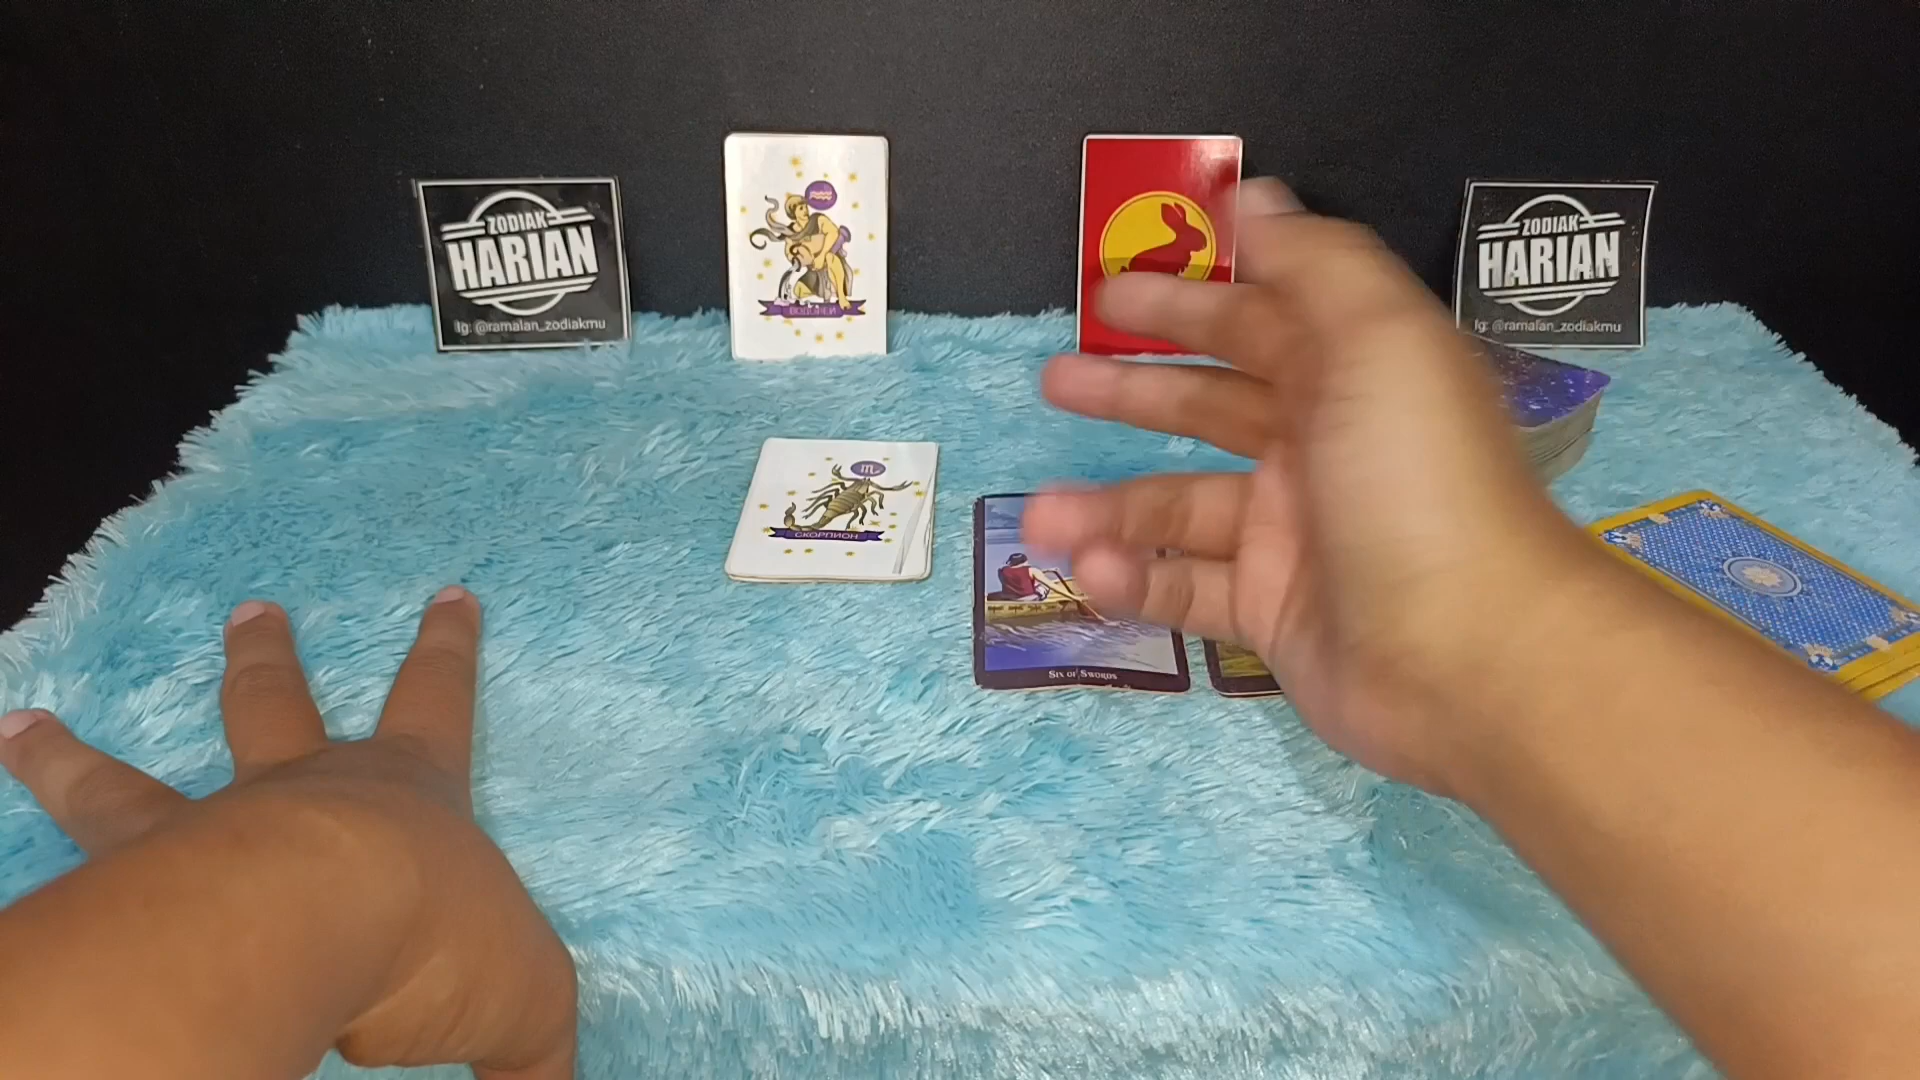 ZODIAK
HARIAN
Ig: @ramalan_zodiakmu
ВОДОЛЕЙ
ZODIAK
HARIAN
Ig: @ramalan_zodiakmu
♏
СКОРПИОН
SIX OF SWORDS